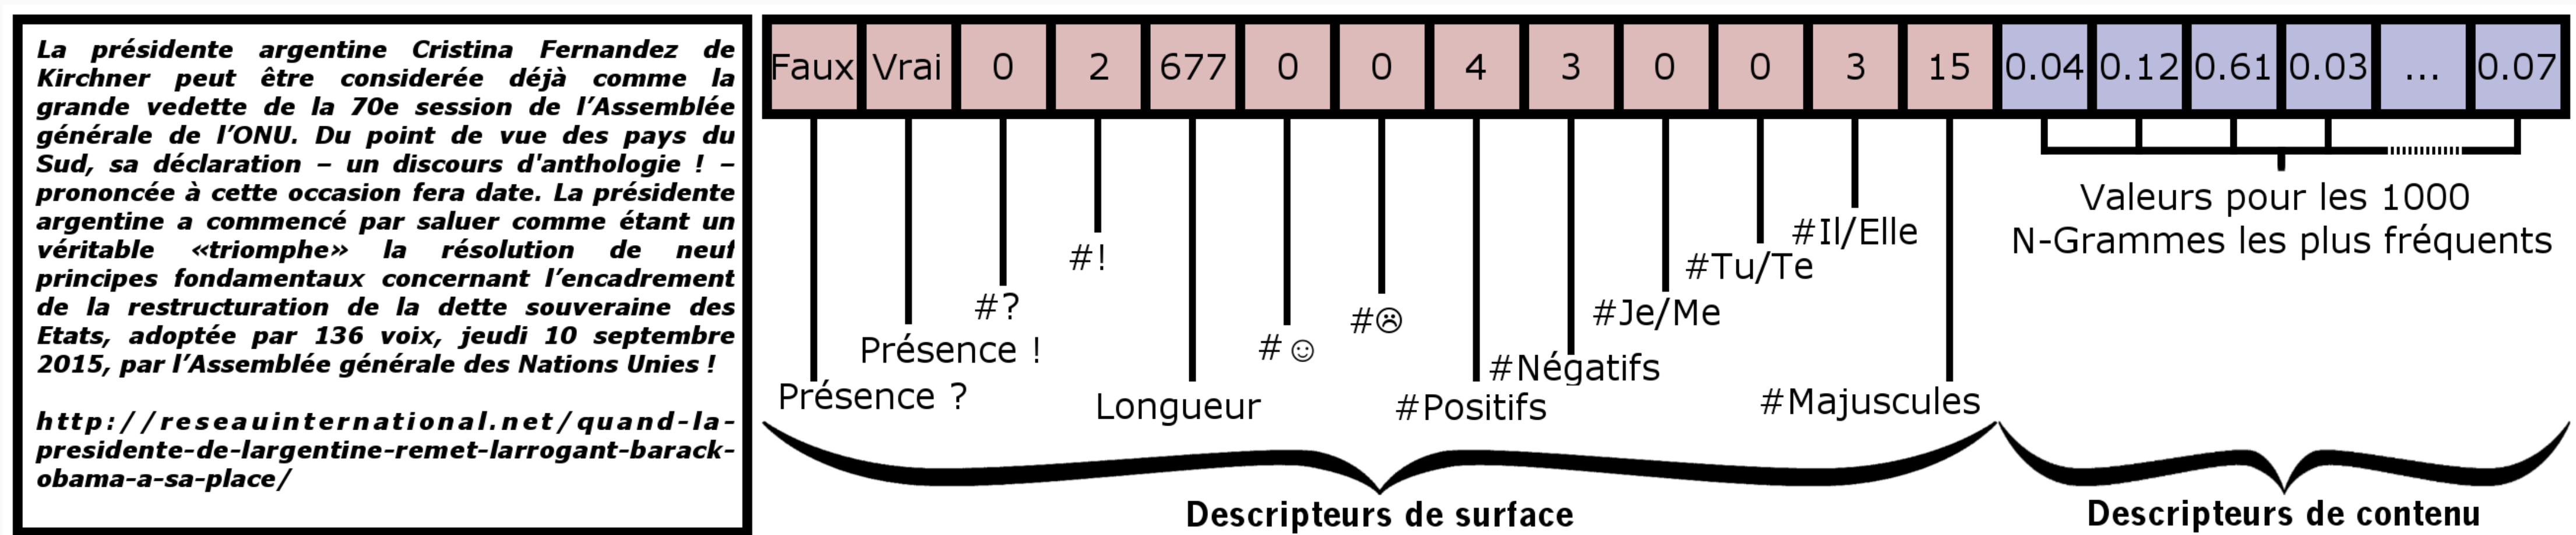 La présidente argentine Cristina Fernandez de
Kirchner peut être considerée déjà comme la
grande vedette de la 70e session de l’Assemblée
générale de l’ONU. Du point de vue des pays du
Sud, sa déclaration – un discours d'anthologie ! –
prononcée à cette occasion fera date. La présidente
argentine a commencé par saluer comme étant un
véritable «triomphe» la résolution de neuf
principes fondamentaux concernant l’encadrement
de la restructuration de la dette souveraine des
Etats, adoptée par 136 voix, jeudi 10 septembre
2015, par l’Assemblée générale des Nations Unies !
http://reseauinternational.net/quand-la-
presidente-de-largentine-remet-larrogant-barack-
obama-a-sa-place/
Faux Vrai 0 2 677 0 0 4 3 0 0 3 15 0.04 0.12 0.61 0.03 ... 0.07
Présence ?
Présence !
#?
#!
Longueur
#☺
#☹
#Positifs
#Négatifs
#Je/Me
#Tu/Te
#Il/Elle
#Majuscules
Valeurs pour les 1000
N-Grammes les plus fréquents
Descripteurs de surface
Descripteurs de contenu